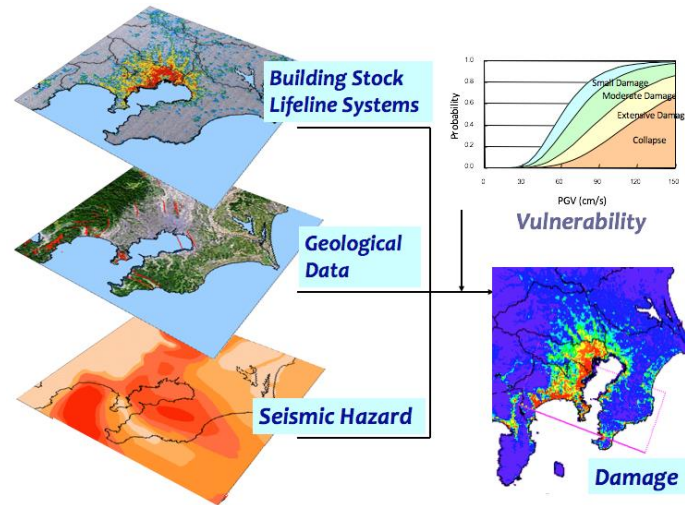 Building Stock
Lifeline Systems
Geological
Data
Seismic Hazard
Probability
1.0
0.8
0.6
0.4
0.2
0.0
Small Damage
Moderate Damage
Extensive Damag
Collapse
0
30
60
90
120
150
PGV (cm/s)
Vulnerability
Damage